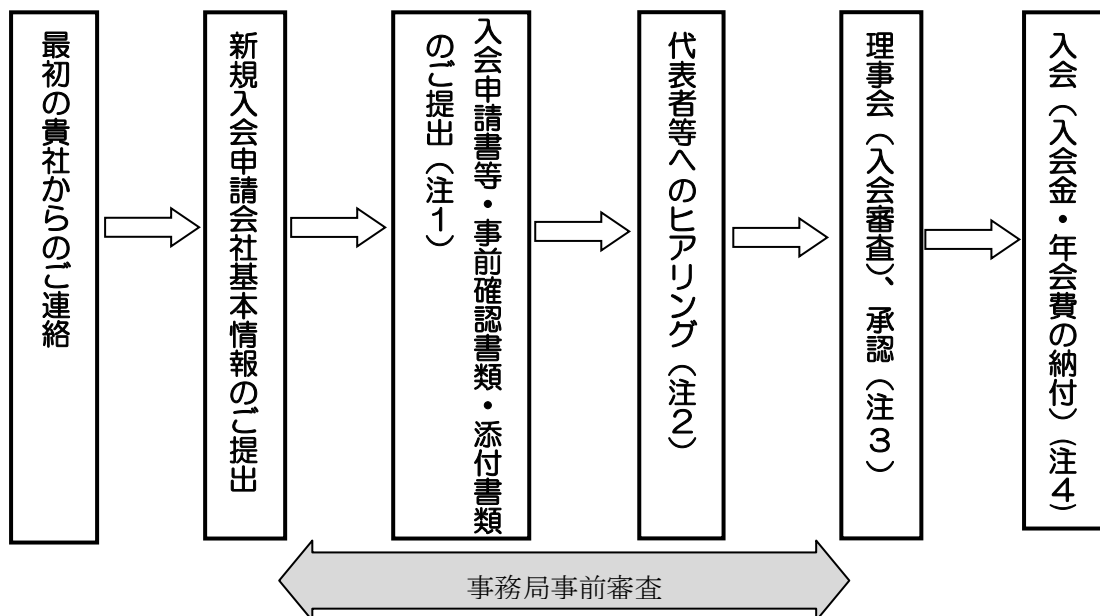 最初の貴社からのご連絡
新規入会申請会社基本情報のご提出
入会申請書等・事前確認書類・添付書類
のご提出（注１）
代表者等へのヒアリング（注２）
理事会（入会審査）、承認（注３）
入会（入会金・年会費の納付）（注４）
事務局事前審査